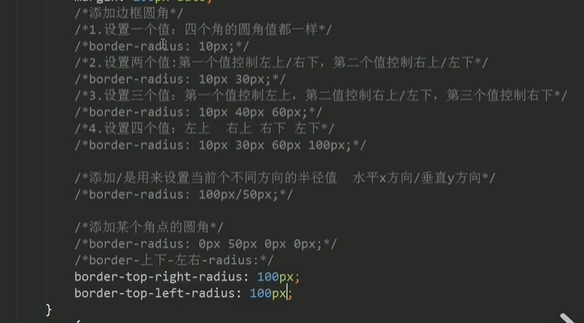 /*添加边框圆角*/
/*1.设置一个值：四个角的圆角值都一样*/
/*border-radius: 10px;*/
/*2.设置两个值:第一个值控制左上/右下，第二个值控制右上/左下*/
/*border-radius: 10px 30px;*/
/*3.设置三个值：第一个值控制左上，第二值控制右上/左下，第三个值控制右下*/
/*border-radius: 10px 40px 60px;*/
/*4.设置四个值：左上  右上 右下 左下*/
/*border-radius: 10px 30px 60px 100px;*/
/*添加/是用来设置当前个不同方向的半径值  水平x方向/垂直y方向*/
/*border-radius: 100px/50px;*/
/*添加某个角点的圆角*/
/*border-radius: 0px 50px 0px 0px;*/
/*border-上下-左右-radius:*/
border-top-right-radius: 100px;
border-top-left-radius: 100px;
}